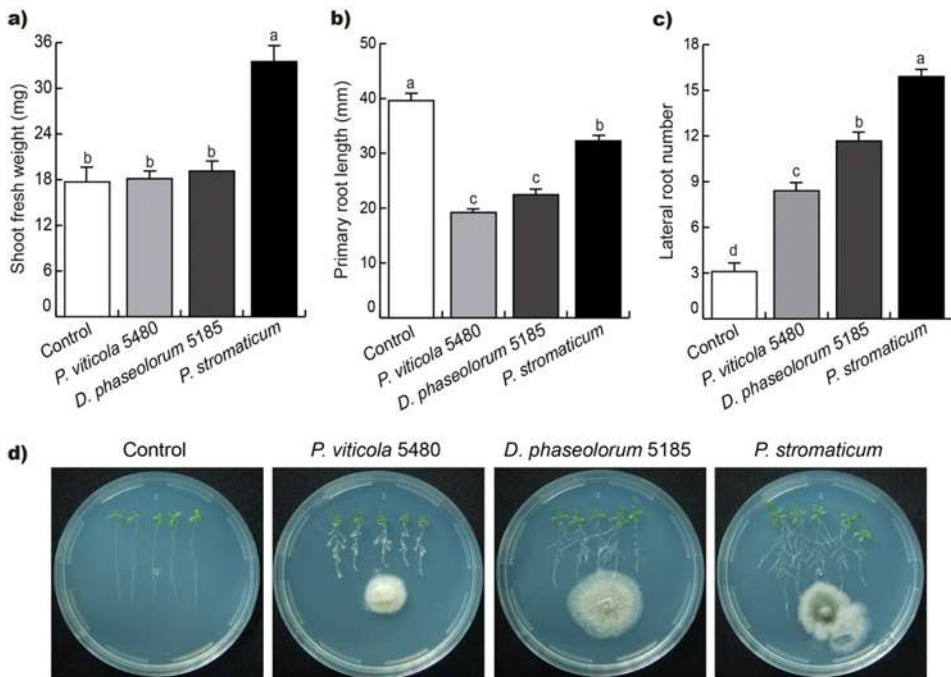 a)
Shoot fresh weight (mg)
36
30
24
18
12
6
0
b
b
b
a
Control
P. viticola 5480
D. phaseolorum 5185
P. stromaticum
b)
Primary root length (mm)
50
40
30
20
10
0
a
c
c
b
Control
P. viticola 5480
D. phaseolorum 5185
P. stromaticum
c)
Lateral root number
18
15
12
9
6
3
0
d
c
b
a
Control
P. viticola 5480
D. phaseolorum 5185
P. stromaticum
d)
Control
P. viticola 5480
D. phaseolorum 5185
P. stromaticum